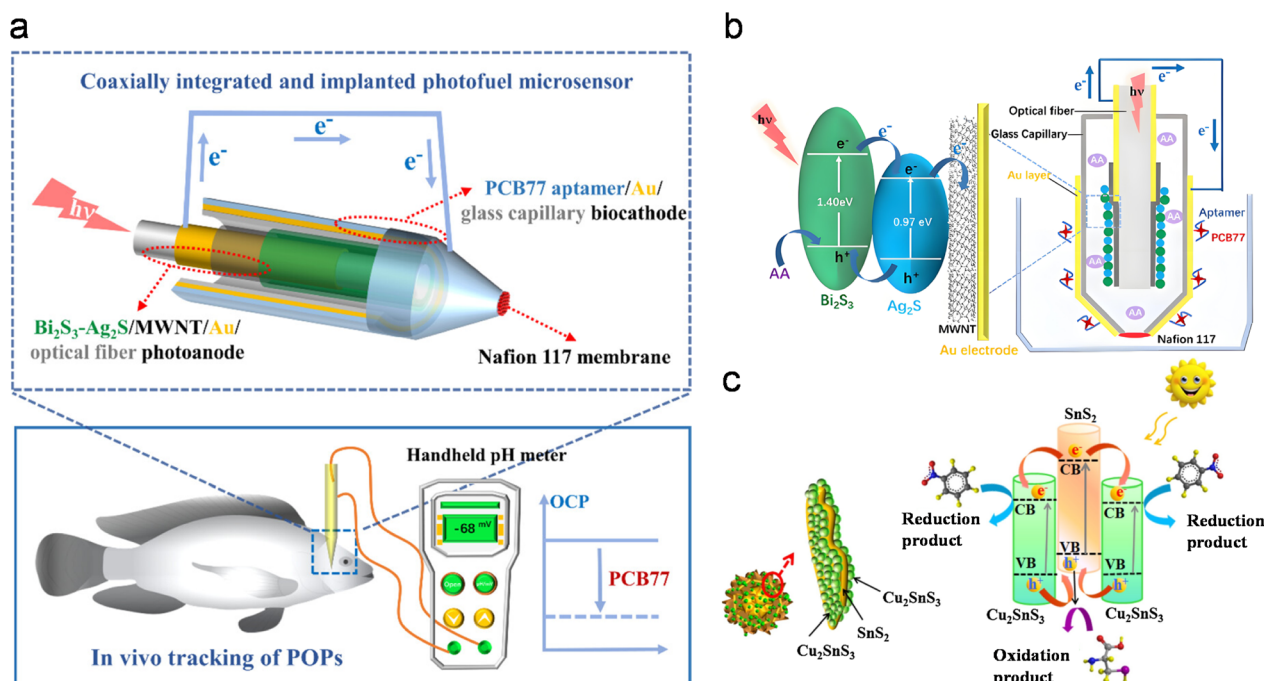 a
Coaxially integrated and implanted photofuel microsensor
e-
e-
e-
hν
PCB77 aptamer/Au/
glass capillary biocathode
Bi₂S₃-Ag₂S/MWNT/Au/
optical fiber photoanode
Nafion 117 membrane
Handheld pH meter
-68 mV
Open
OCP
PCB77
In vivo tracking of POPs
b
hν
e-
e-
e-
e-
1.40eV
0.97 eV
h⁺
h⁺
AA
Bi₂S₃
Ag₂S
MWNT
Au electrode
e-
e-
hν
e-
Optical fiber
Glass Capillary
AA
AA
Au layer
AA
Aptamer
PCB77
AA
AA
Nafion 117
c
Cu₂SnS₃
SnS₂
Cu₂SnS₃
SnS₂
e-
CB
e-
e-
CB
CB
Reduction
product
Reduction
product
VB
h⁺
VB
VB
h⁺
h⁺
Cu₂SnS₃
Cu₂SnS₃
Oxidation
product